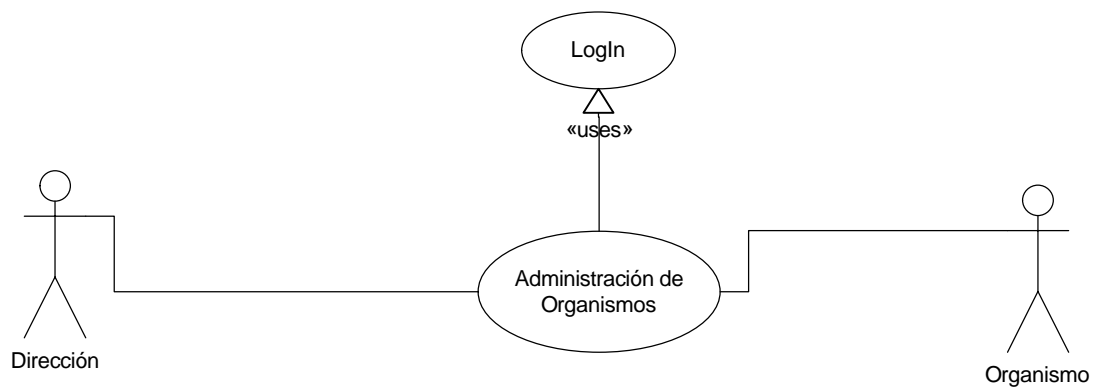 LogIn
«uses»
Administración de
Organismos
Dirección
Organismo